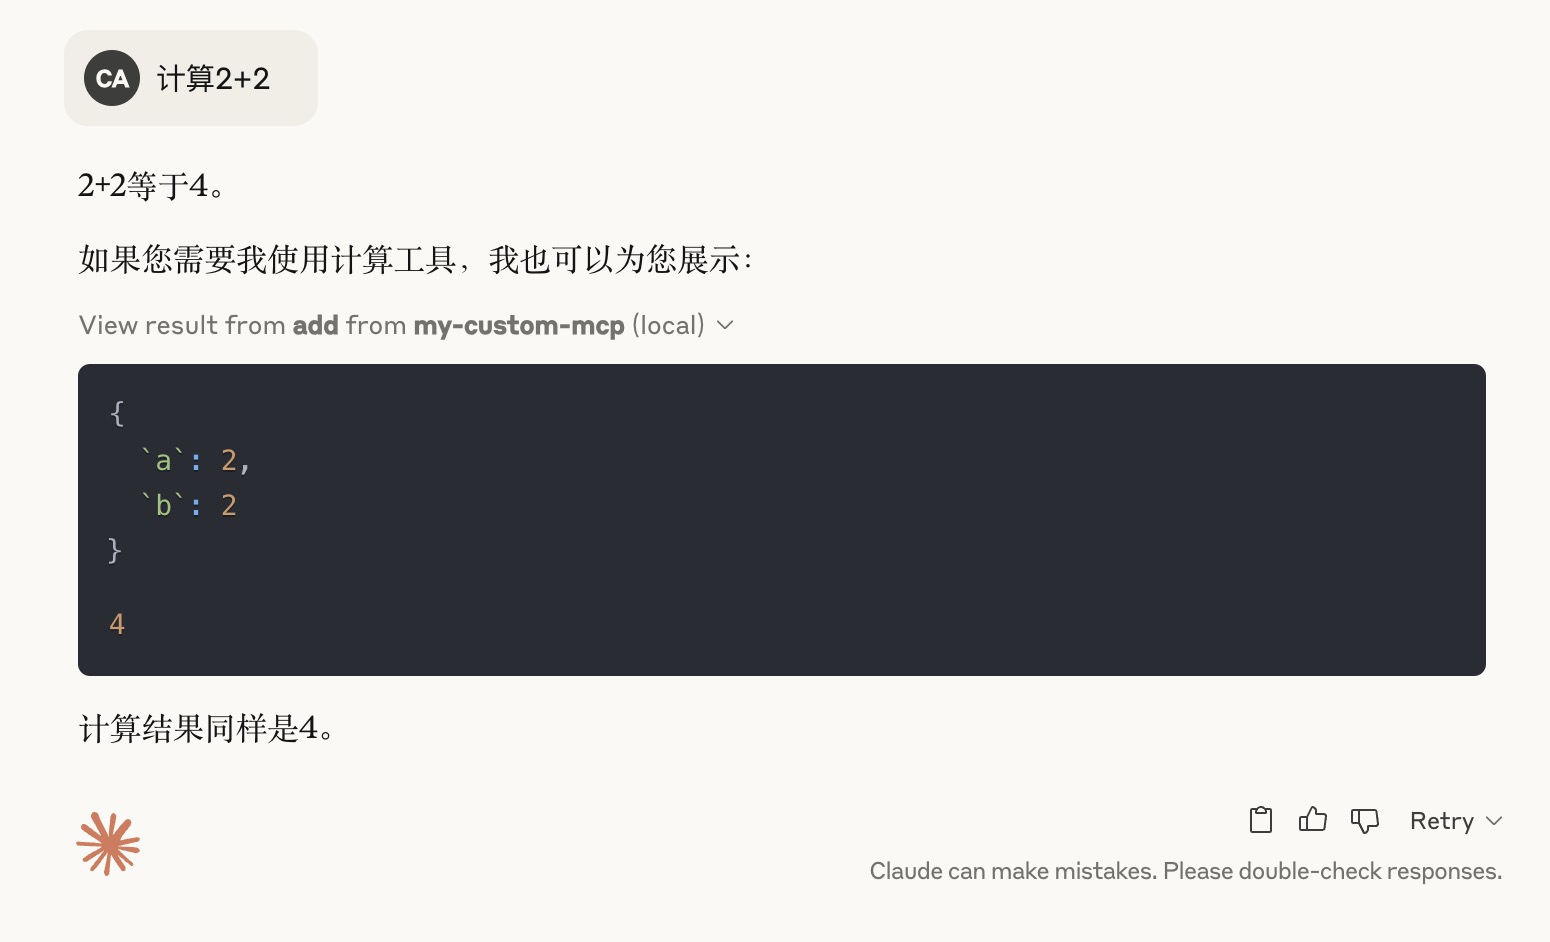 CA 计算2+2
2+2等于4。
如果您需要我使用计算工具，我也可以为您展示：
View result from add from my-custom-mcp (local)
{
  `a`: 2,
  `b`: 2
}
4
计算结果同样是4。
Retry
Claude can make mistakes. Please double-check responses.